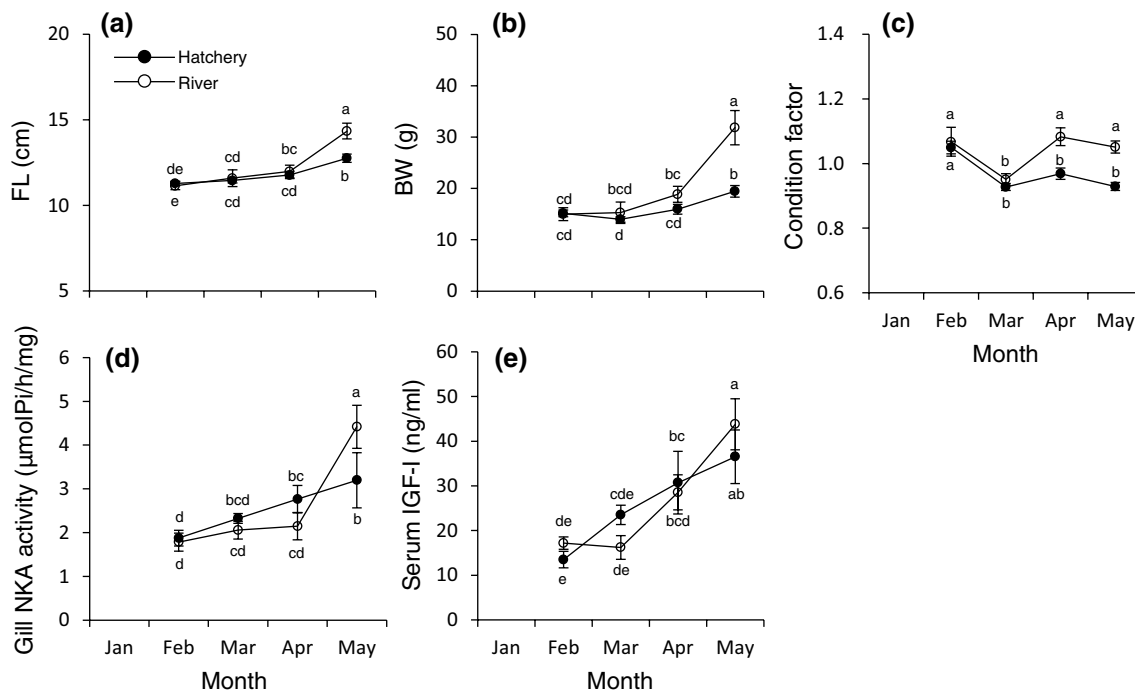 (a)
20
15
10
5
FL (cm)
Hatchery
River
de
e
cd
cd
bc
cd
a
b
(b)
50
40
30
20
10
0
BW (g)
cd
cd
bcd
d
bc
cd
a
b
(c)
1.4
1.2
1.0
0.8
0.6
Condition factor
a
a
b
b
a
b
a
b
Jan Feb Mar Apr May
Month
(d)
6
5
4
3
2
1
0
Gill NKA activity (μmolPi/h/mg)
d
d
bcd
cd
bc
cd
a
b
Jan Feb Mar Apr May
Month
(e)
60
50
40
30
20
10
0
Serum IGF-I (ng/ml)
de
e
cde
de
bc
bcd
a
ab
Jan Feb Mar Apr May
Month